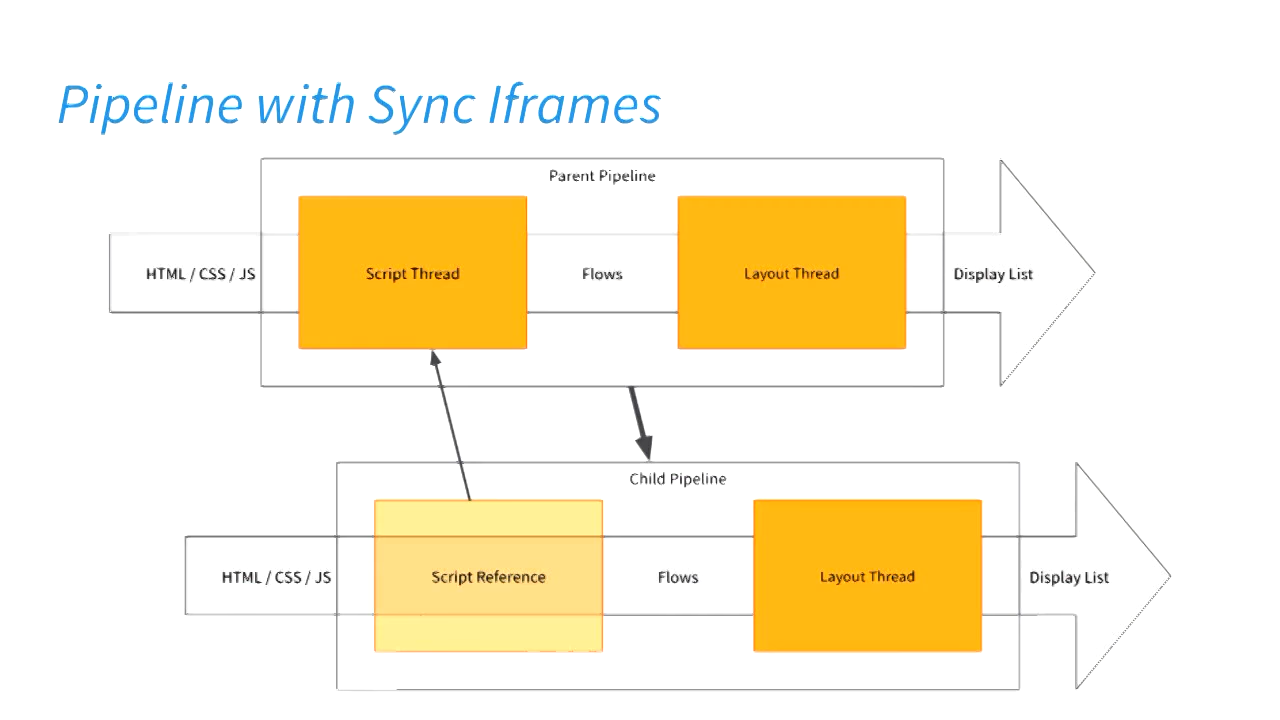 Pipeline with Sync Iframes
Parent Pipeline
HTML / CSS / JS
Script Thread
Flows
Layout Thread
Display List
Child Pipeline
HTML / CSS / JS
Script Reference
Flows
Layout Thread
Display List